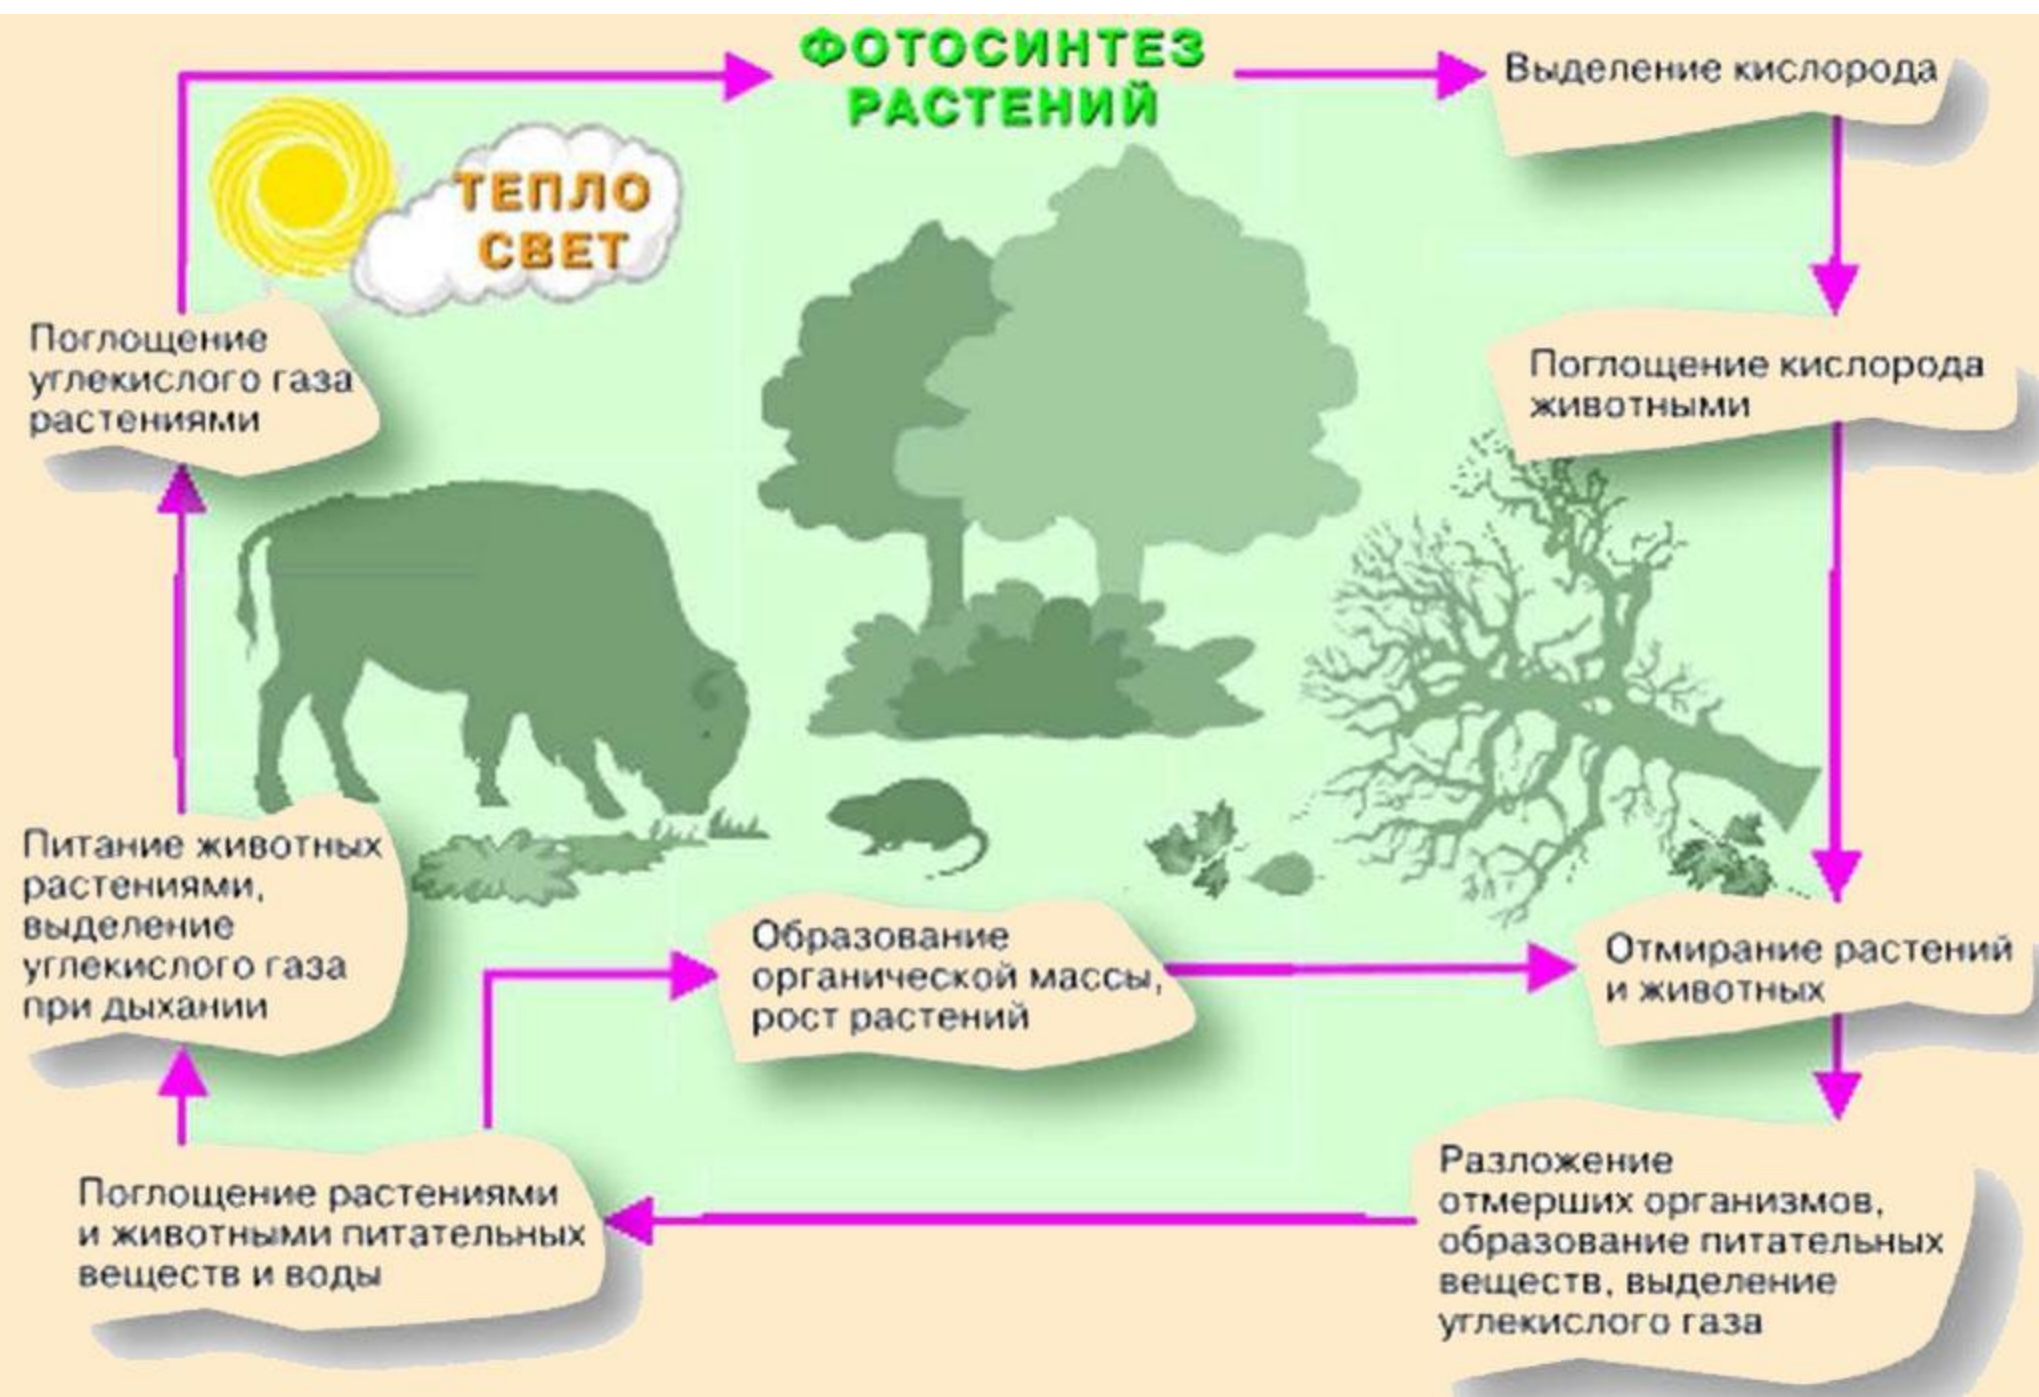 ФОТОСИНТЕЗ
РАСТЕНИЙ
Выделение кислорода
ТЕПЛО
СВЕТ
Поглощение
углекислого газа
растениями
Поглощение кислорода
животными
Питание животных
растениями,
выделение
углекислого газа
при дыхании
Образование
органической массы,
рост растений
Отмирание растений
и животных
Поглощение растениями
и животными питательных
веществ и воды
Разложение
отмерших организмов,
образование питательных
веществ, выделение
углекислого газа